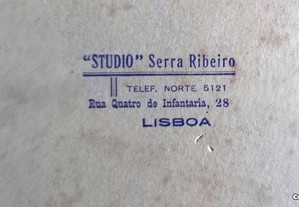 “STUDIO” Serra Ribeiro
TELEF. NORTE 5121
Rua Quatro de Infantaria, 28
LISBOA